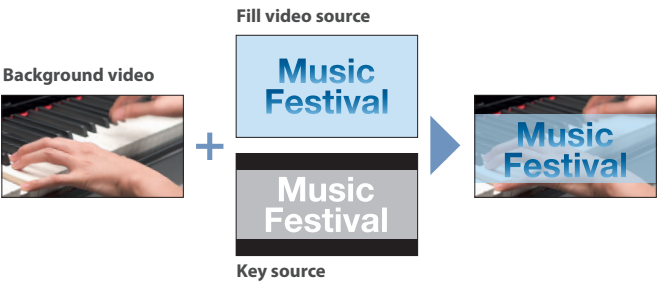 Fill video source
Background video
Music
Festival
Music
Festival
Key source
Music
Festival